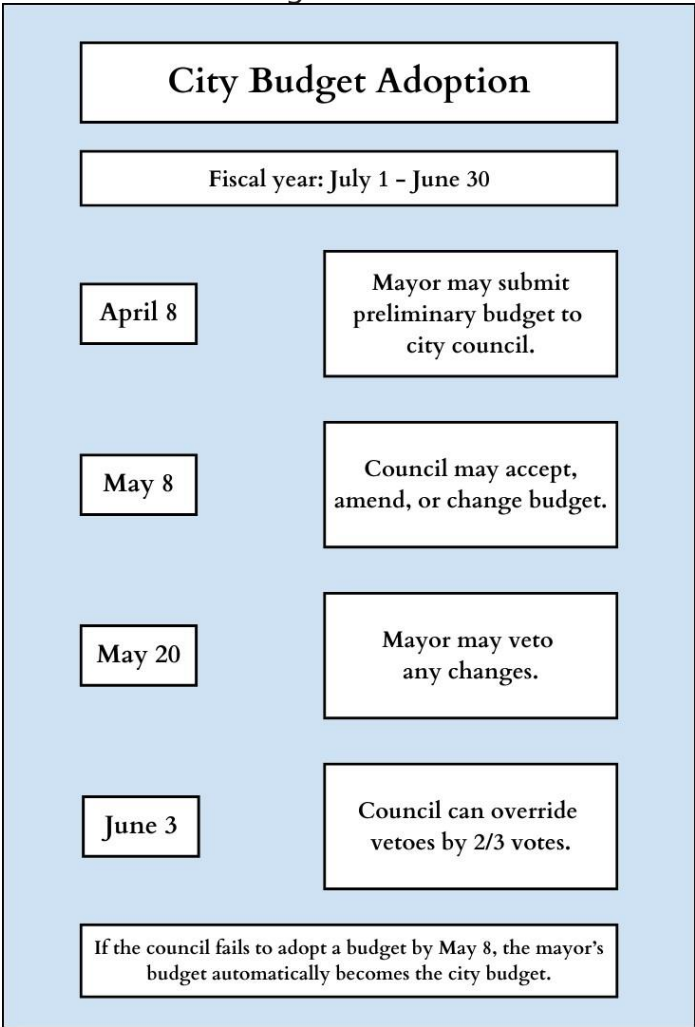 City Budget Adoption
Fiscal year: July 1 - June 30
April 8
Mayor may submit
preliminary budget to
city council.
May 8
Council may accept,
amend, or change budget.
May 20
Mayor may veto
any changes.
June 3
Council can override
vetoes by 2/3 votes.
If the council fails to adopt a budget by May 8, the mayor's
budget automatically becomes the city budget.